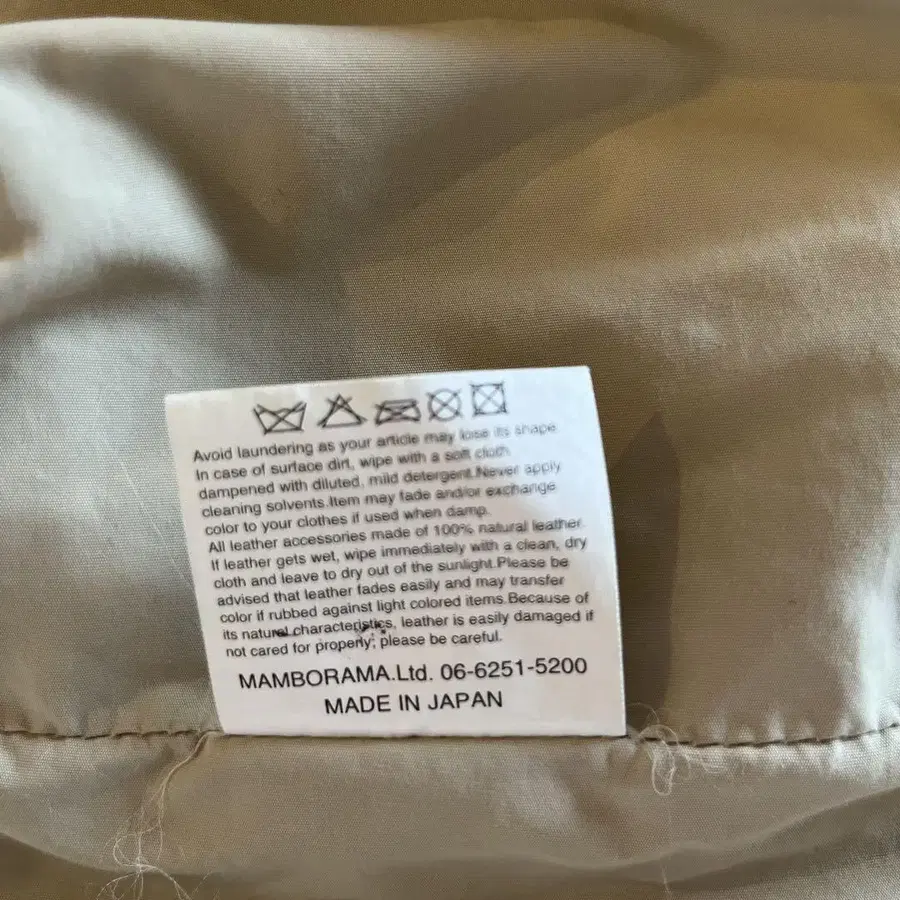 Avoid laundering as your article may lose its shape
In case of surface dirt, wipe with a soft cloth
dampened with diluted, mild detergent.Never apply
cleaning solvents.Item may fade and/or exchange
color to your clothes if used when damp.
All leather accessories made of 100% natural leather.
If leather gets wet, wipe immediately with a clean, dry
cloth and leave to dry out of the sunlight.Please be
advised that leather fades easily and may transfer
color if rubbed against light colored items.Because of
its natural characteristics, leather is easily damaged if
not cared for properly; please be careful.
MAMBORAMA.Ltd. 06-6251-5200
MADE IN JAPAN